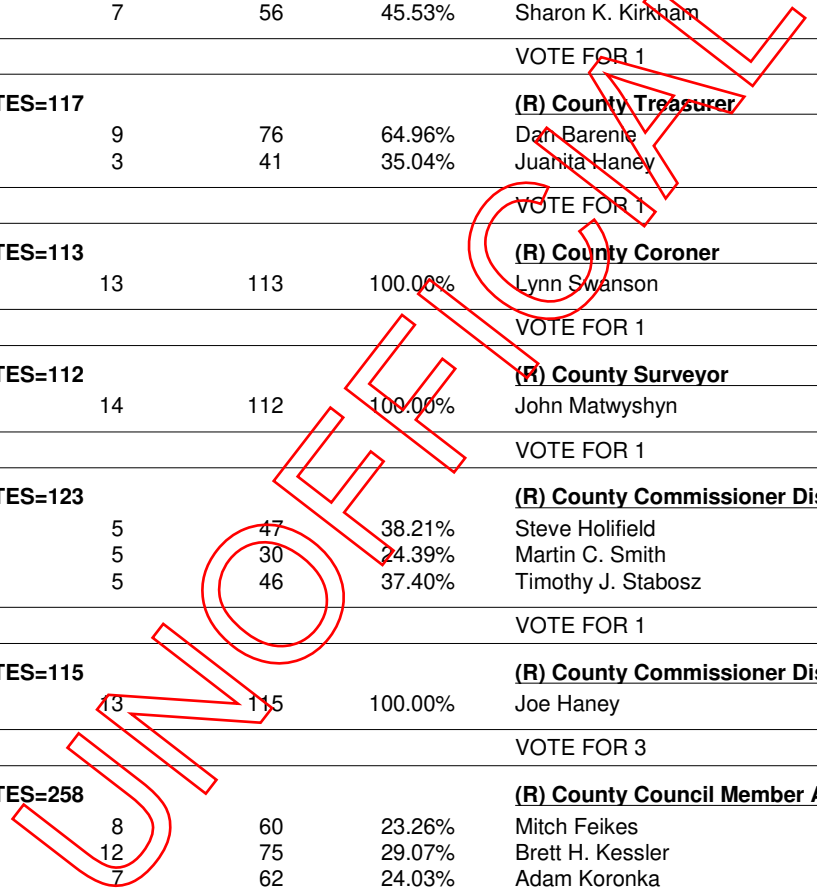 7 56 45.53% Sharon K. Kirkham
VOTE FOR 1
TES=117 (R) County Treasurer
9 76 64.96% Dan Barenie
3 41 35.04% Juanita Haney
VOTE FOR 1
TES=113 (R) County Coroner
13 113 100.00% Lynn Swanson
VOTE FOR 1
TES=112 (R) County Surveyor
14 112 100.00% John Matwyshyn
VOTE FOR 1
TES=123 (R) County Commissioner Dis
5 47 38.21% Steve Holifield
5 30 24.39% Martin C. Smith
5 46 37.40% Timothy J. Stabosz
VOTE FOR 1
TES=115 (R) County Commissioner Dis
13 115 100.00% Joe Haney
VOTE FOR 3
TES=258 (R) County Council Member A
8 60 23.26% Mitch Feikes
12 75 29.07% Brett H. Kessler
7 62 24.03% Adam Koronka
UNOFFICIAL